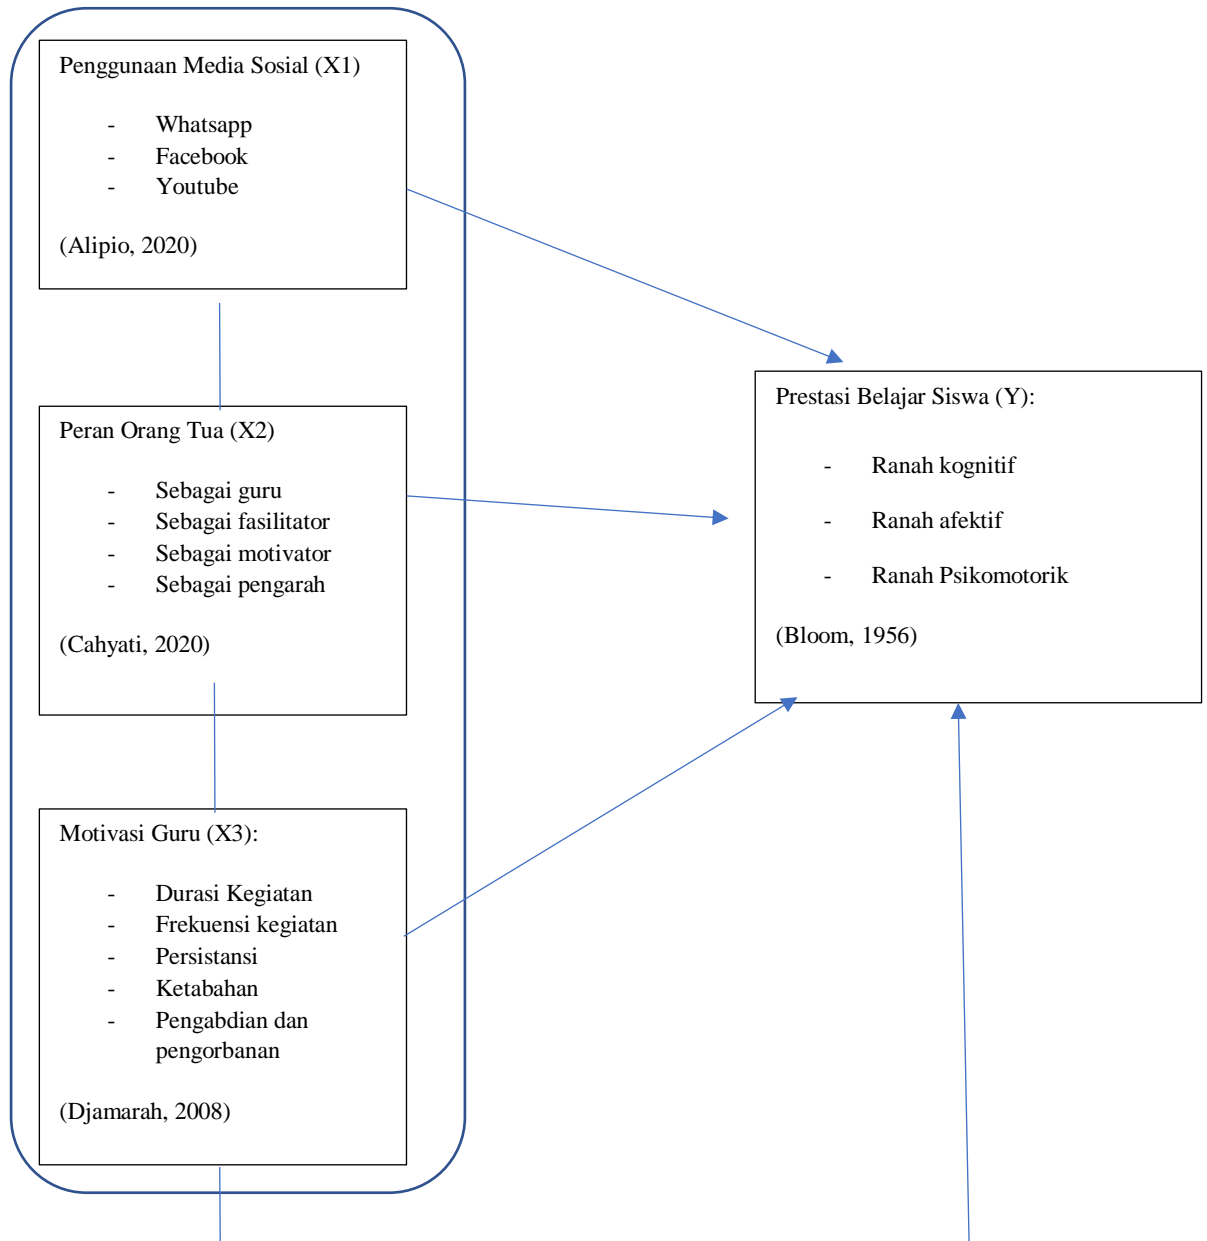 Penggunaan Media Sosial (X1)
- Whatsapp
- Facebook
- Youtube
(Alipio, 2020)
Peran Orang Tua (X2)
- Sebagai guru
- Sebagai fasilitator
- Sebagai motivator
- Sebagai pengarah
(Cahyati, 2020)
Motivasi Guru (X3):
- Durasi Kegiatan
- Frekuensi kegiatan
- Persistansi
- Ketabahan
- Pengabdian dan
pengorbanan
(Djamarah, 2008)
Prestasi Belajar Siswa (Y):
- Ranah kognitif
- Ranah afektif
- Ranah Psikomotorik
(Bloom, 1956)